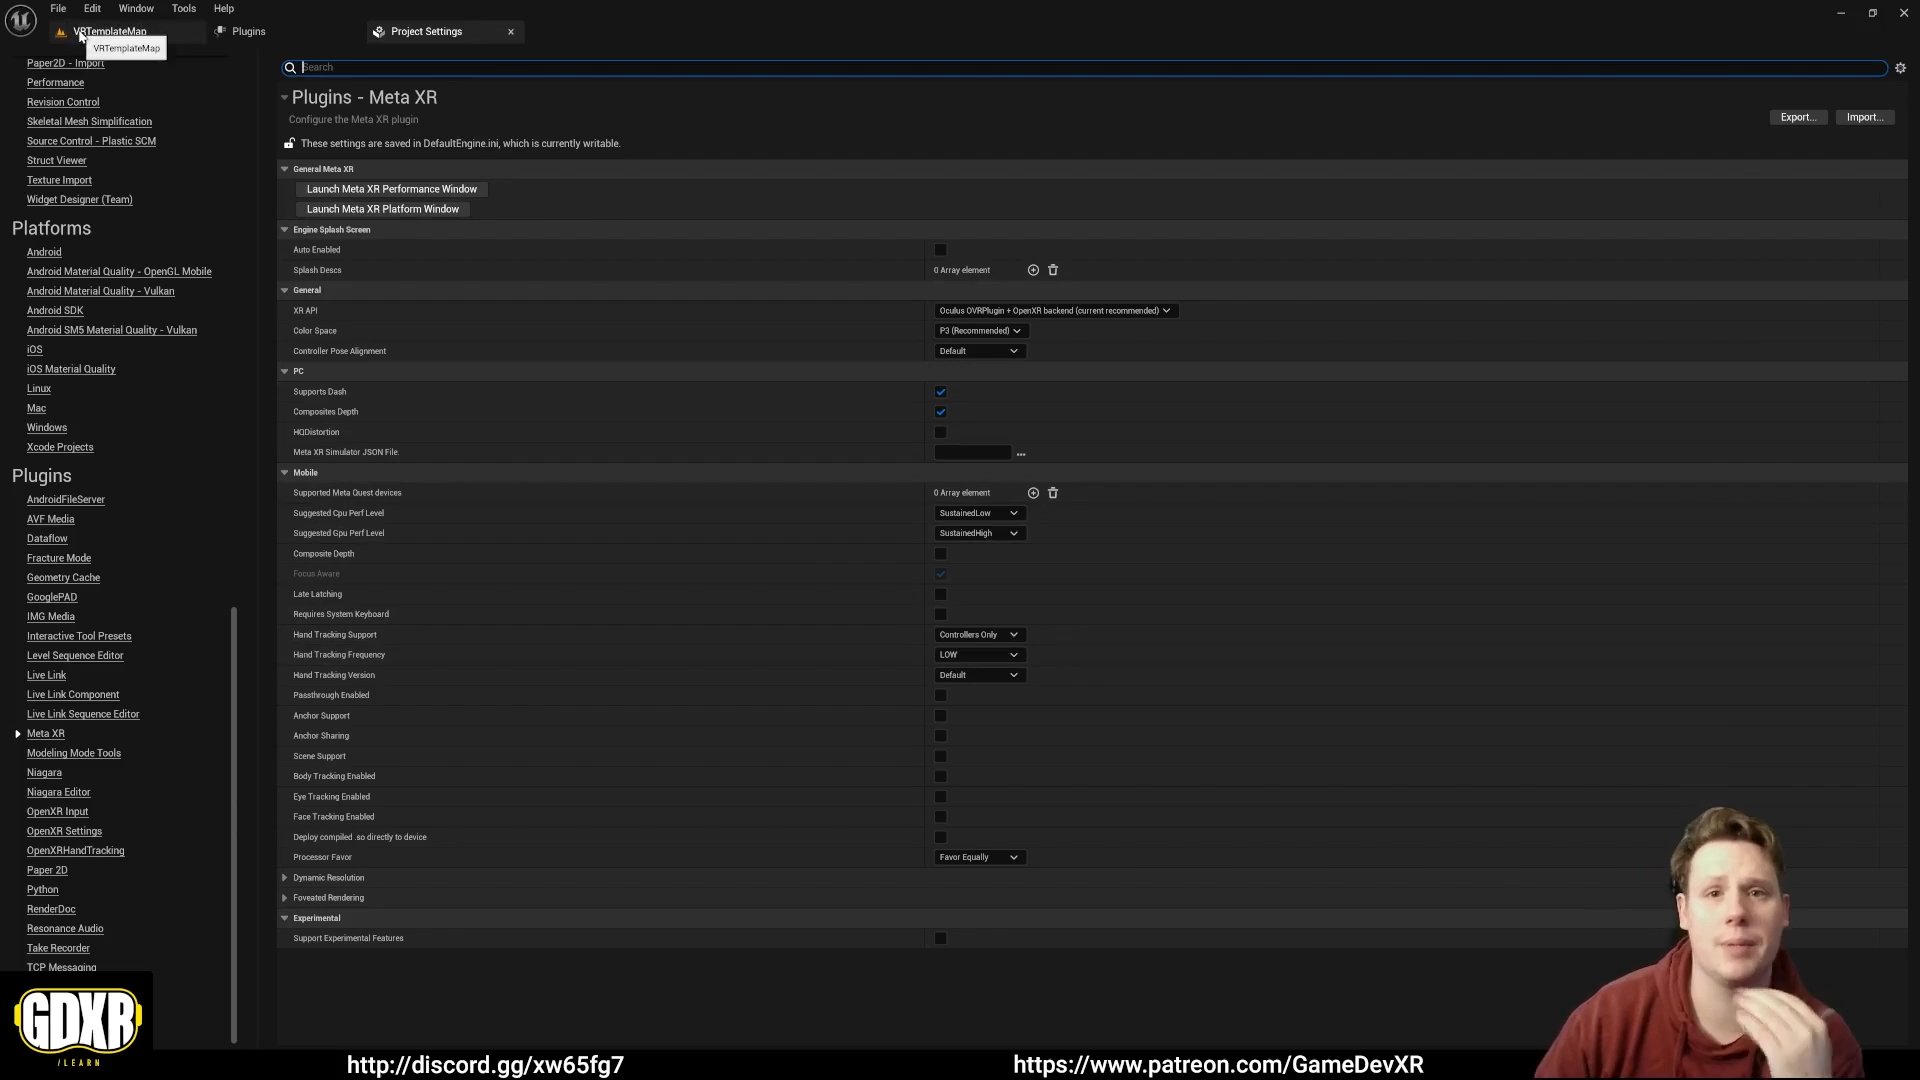 File Edit Window Tools Help
VRTemplateMap
Plugins
Project Settings
VRTemplateMap
Paper2D - Import
Performance
Revision Control
Skeletal Mesh Simplification
Source Control - Plastic SCM
Struct Viewer
Texture Import
Widget Designer (Team)
Platforms
Android
Android Material Quality - OpenGL Mobile
Android Material Quality - Vulkan
Android SDK
Android SM5 Material Quality - Vulkan
iOS
iOS Material Quality
Linux
Mac
Windows
Xcode Projects
Plugins
AndroidFileServer
AVF Media
Dataflow
Fracture Mode
Geometry Cache
GooglePAD
IMG Media
Interactive Tool Presets
Level Sequence Editor
Live Link
Live Link Component
Live Link Sequence Editor
Meta XR
Modeling Mode Tools
Niagara
Niagara Editor
OpenXR Input
OpenXR Settings
OpenXRHandTracking
Paper 2D
Python
RenderDoc
Resonance Audio
Take Recorder
TCP Messaging
Search
Plugins - Meta XR
Configure the Meta XR plugin
Export...
Import...
These settings are saved in DefaultEngine.ini, which is currently writable.
General Meta XR
Launch Meta XR Performance Window
Launch Meta XR Platform Window
Engine Splash Screen
Auto Enabled
Splash Descs 0 Array element
General
XR API Oculus OVRPlugin + OpenXR backend (current recommended)
Color Space P3 (Recommended)
Controller Pose Alignment Default
PC
Supports Dash
Composites Depth
HQDistortion
Meta XR Simulator JSON File. ...
Mobile
Supported Meta Quest devices 0 Array element
Suggested Cpu Perf Level SustainedLow
Suggested Gpu Perf Level SustainedHigh
Composite Depth
Focus Aware
Late Latching
Requires System Keyboard
Hand Tracking Support Controllers Only
Hand Tracking Frequency LOW
Hand Tracking Version Default
Passthrough Enabled
Anchor Support
Anchor Sharing
Scene Support
Body Tracking Enabled
Eye Tracking Enabled
Face Tracking Enabled
Deploy compiled .so directly to device
Processor Favor Favor Equally
Dynamic Resolution
Foveated Rendering
Experimental
Support Experimental Features
GDXR
/LEARN
http://discord.gg/xw65fg7
https://www.patreon.com/GameDevXR